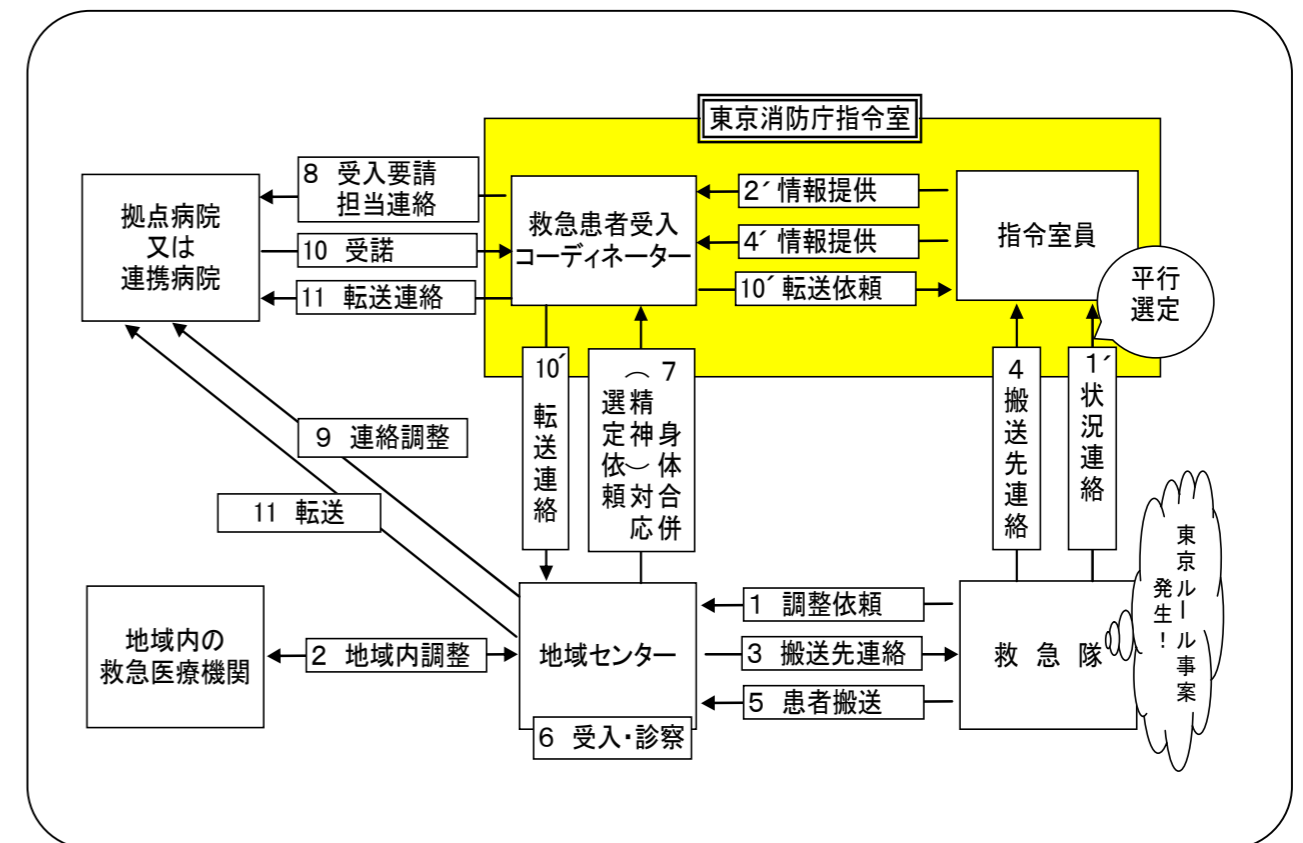 東京消防庁指令室
8 受入要請
担当連絡
10 受諾
11 転送連絡
拠点病院
又は
連携病院
救急患者受入
コーディネーター
2´情報提供
4´情報提供
10´転送依頼
指令室員
平行
選定
10´転送連絡
7 身体合併
(精神)対応
選定依頼
4 搬送先連絡
1´状況連絡
9 連絡調整
11 転送
東京ルール事案
発生!
地域内の
救急医療機関
2 地域内調整
地域センター
6 受入・診察
1 調整依頼
3 搬送先連絡
5 患者搬送
救急隊